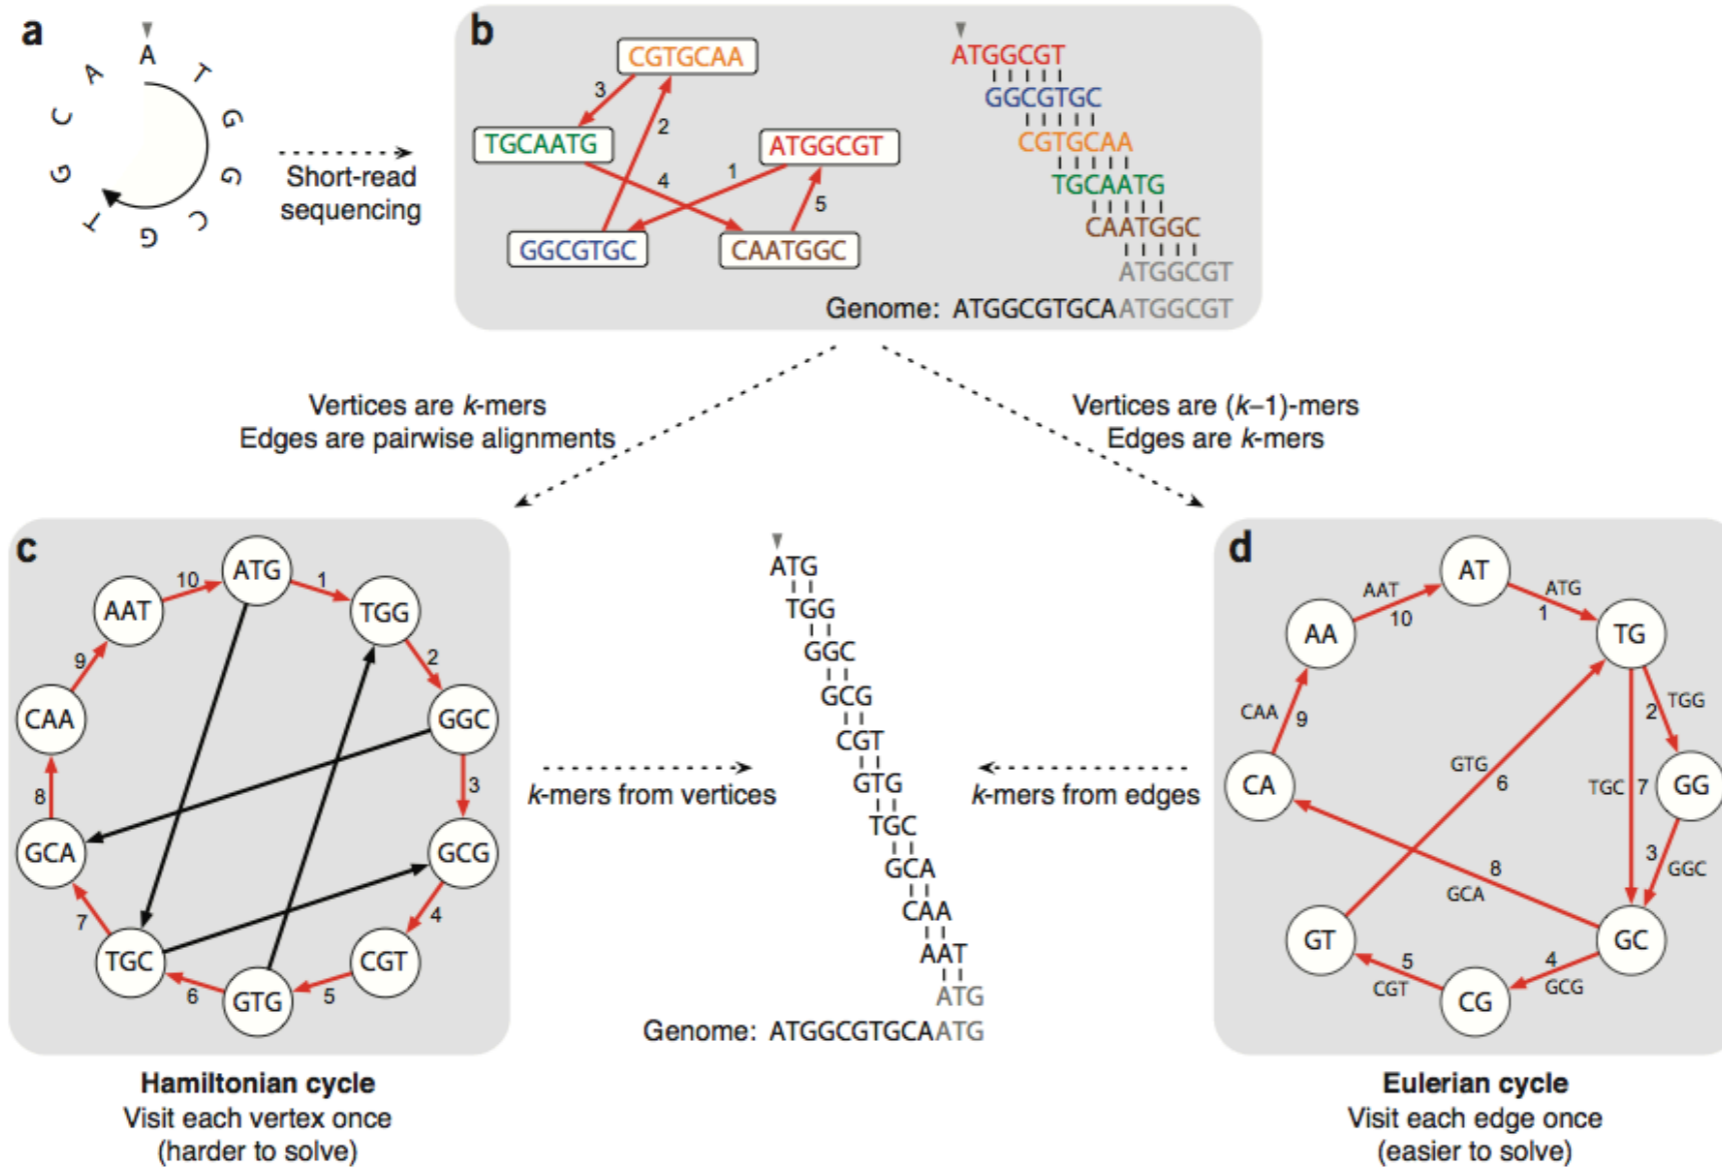 a
A
T
G
G
C
G
T
G
C
A
Short-read
sequencing
b
CGTGCAA
3
2
TGCAATG
ATGGCGT
1
4
5
GGCGTGC
CAATGGC
ATGGCGT
GGCGTGC
CGTGCAA
TGCAATG
CAATGGC
ATGGCGT
Genome: ATGGCGTGCAATGGCGT
Vertices are k-mers
Edges are pairwise alignments
Vertices are (k–1)-mers
Edges are k-mers
c
ATG
1
TGG
2
GGC
3
GCG
4
CGT
5
GTG
6
TGC
7
GCA
8
CAA
9
AAT
10
Hamiltonian cycle
Visit each vertex once
(harder to solve)
k-mers from vertices
ATG
TGG
GGC
GCG
CGT
GTG
TGC
GCA
CAA
AAT
ATG
Genome: ATGGCGTGCAATG
k-mers from edges
d
AT
ATG
1
TG
TGG
2
GG
3
GGC
GC
4
GCG
CG
5
CGT
GT
GTG
6
TGC 7
8
GCA
CA
CAA
9
AA
AAT
10
Eulerian cycle
Visit each edge once
(easier to solve)